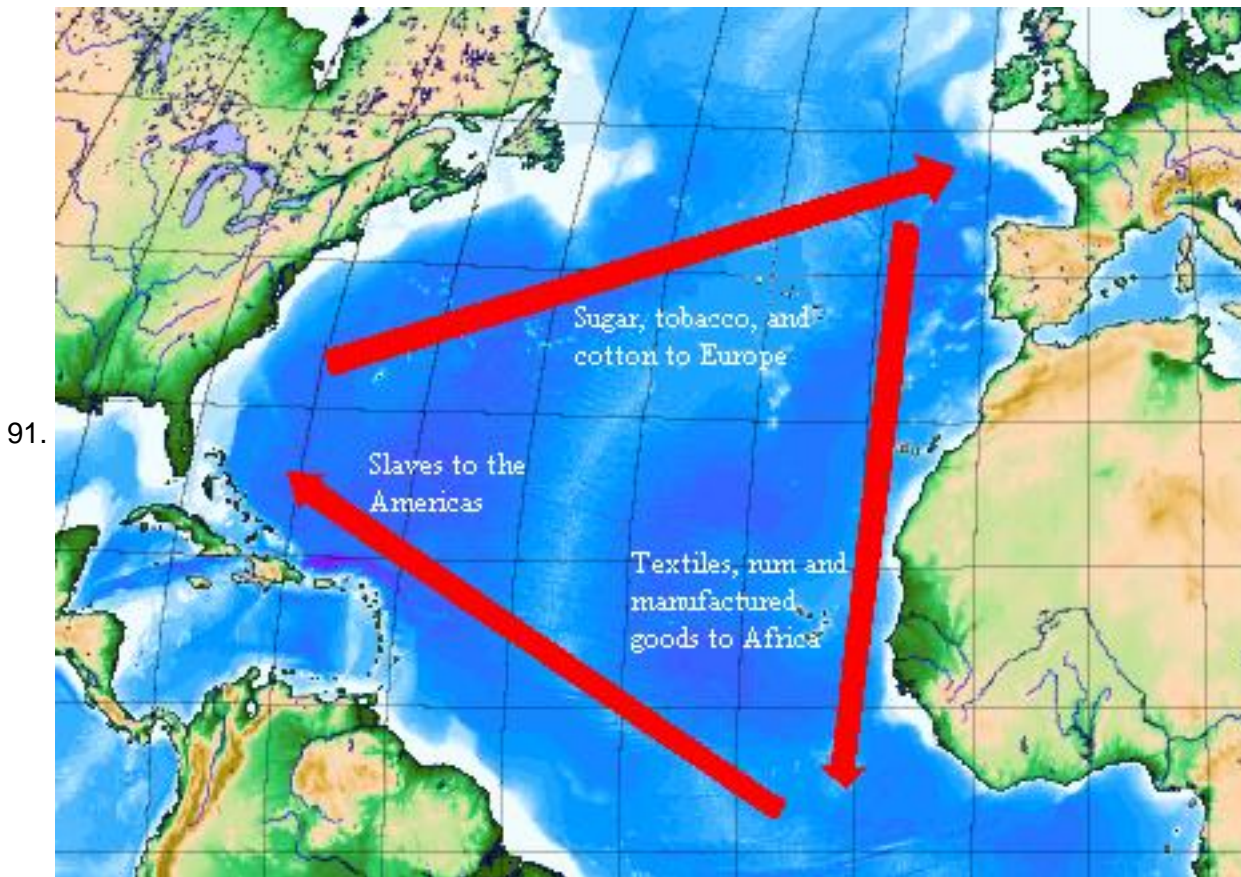 91.
Sugar, tobacco, and
cotton to Europe
Slaves to the
Americas
Textiles, rum and
manufactured
goods to Africa